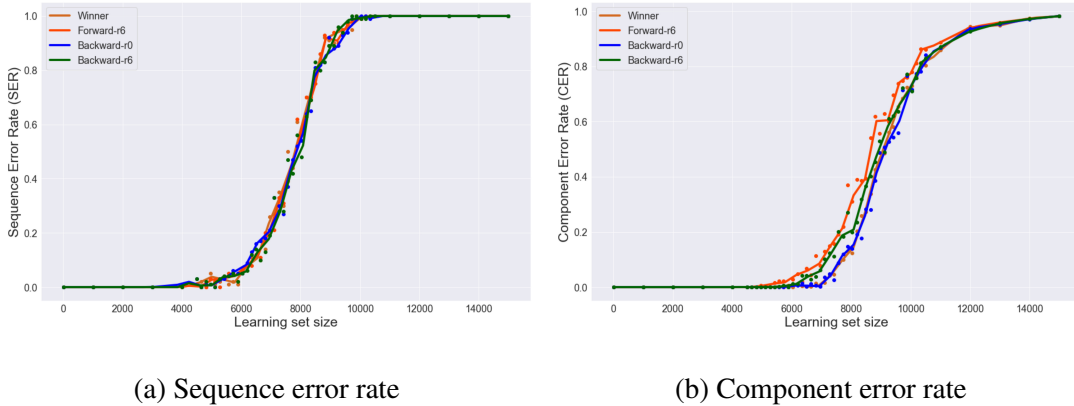 Winner
Forward-r6
Backward-r0
Backward-r6
1.0
0.8
0.6
0.4
0.2
0.0
Sequence Error Rate (SER)
0 2000 4000 6000 8000 10000 12000 14000
Learning set size
(a) Sequence error rate
Winner
Forward-r6
Backward-r0
Backward-r6
1.0
0.8
0.6
0.4
0.2
0.0
Component Error Rate (CER)
0 2000 4000 6000 8000 10000 12000 14000
Learning set size
(b) Component error rate